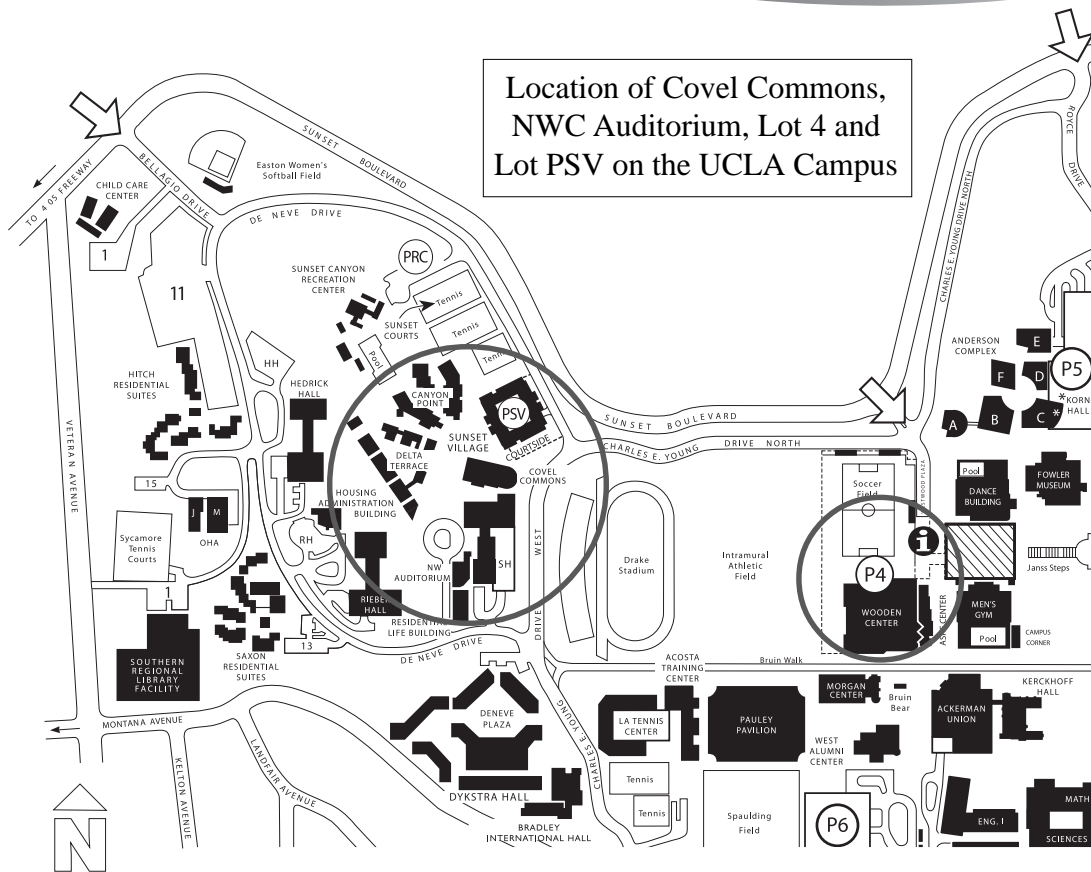 Location of Covel Commons,
NWC Auditorium, Lot 4 and
Lot PSV on the UCLA Campus
TO 4 05 FREEWAY
BELLAGIO DRIVE
CHILD CARE
CENTER
1
Easton Women's
Softball Field
SUNSET BOULEVARD
DE NEVE DRIVE
ROYCE DRIVE
CHARLES E. YOUNG DRIVE NORTH
11
PRC
SUNSET CANYON
RECREATION
CENTER
SUNSET
COURTS
Tennis
Tennis
Tenn
Pool
HH
HEDRICK
HALL
HITCH
RESIDENTIAL
SUITES
VETERAN AVENUE
CANYON
POINT
PSV
SUNSET
VILLAGE
COURTSIDE
DELTA
TERRACE
COVEL
COMMONS
SUNSET BOULEVARD
CHARLES E. YOUNG DRIVE NORTH
ANDERSON
COMPLEX
E
F
D
P5
A
B
C
*
*KORN
HALL
15
J
M
OHA
Sycamore
Tennis
Courts
1
HOUSING
ADMINISTRATION
BUILDING
RH
NW
AUDITORIUM
SH
RIEBER
HALL
RESIDENTIAL
LIFE BUILDING
DE NEVE DRIVE
CHARLES E. YOUNG DRIVE WEST
Drake
Stadium
Intramural
Athletic
Field
Soccer
Field
i
P4
WOODEN
CENTER
Pool
DANCE
BUILDING
FOWLER
MUSEUM
Janss Steps
MEN'S
GYM
Pool
CAMPUS
CORNER
SOUTHERN
REGIONAL
LIBRARY
FACILITY
SAXON
RESIDENTIAL
SUITES
13
Bruin Walk
ACOSTA
TRAINING
CENTER
LA TENNIS
CENTER
PAULEY
PAVILION
MORGAN
CENTER
Bruin
Bear
WEST
ALUMNI
CENTER
ACKERMAN
UNION
KERCKHOFF
HALL
MONTANA AVENUE
KELTON AVENUE
LANDFAIR AVENUE
DENEVE
PLAZA
DYKSTRA HALL
BRADLEY
INTERNATIONAL HALL
Tennis
Tennis
Spaulding
Field
P6
ENG. I
MATH
SCIENCES
N